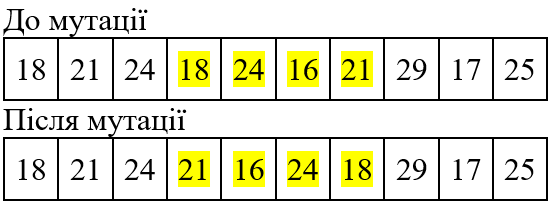 До мутації
18 21 24 18 24 16 21 29 17 25
Після мутації
18 21 24 21 16 24 18 29 17 25